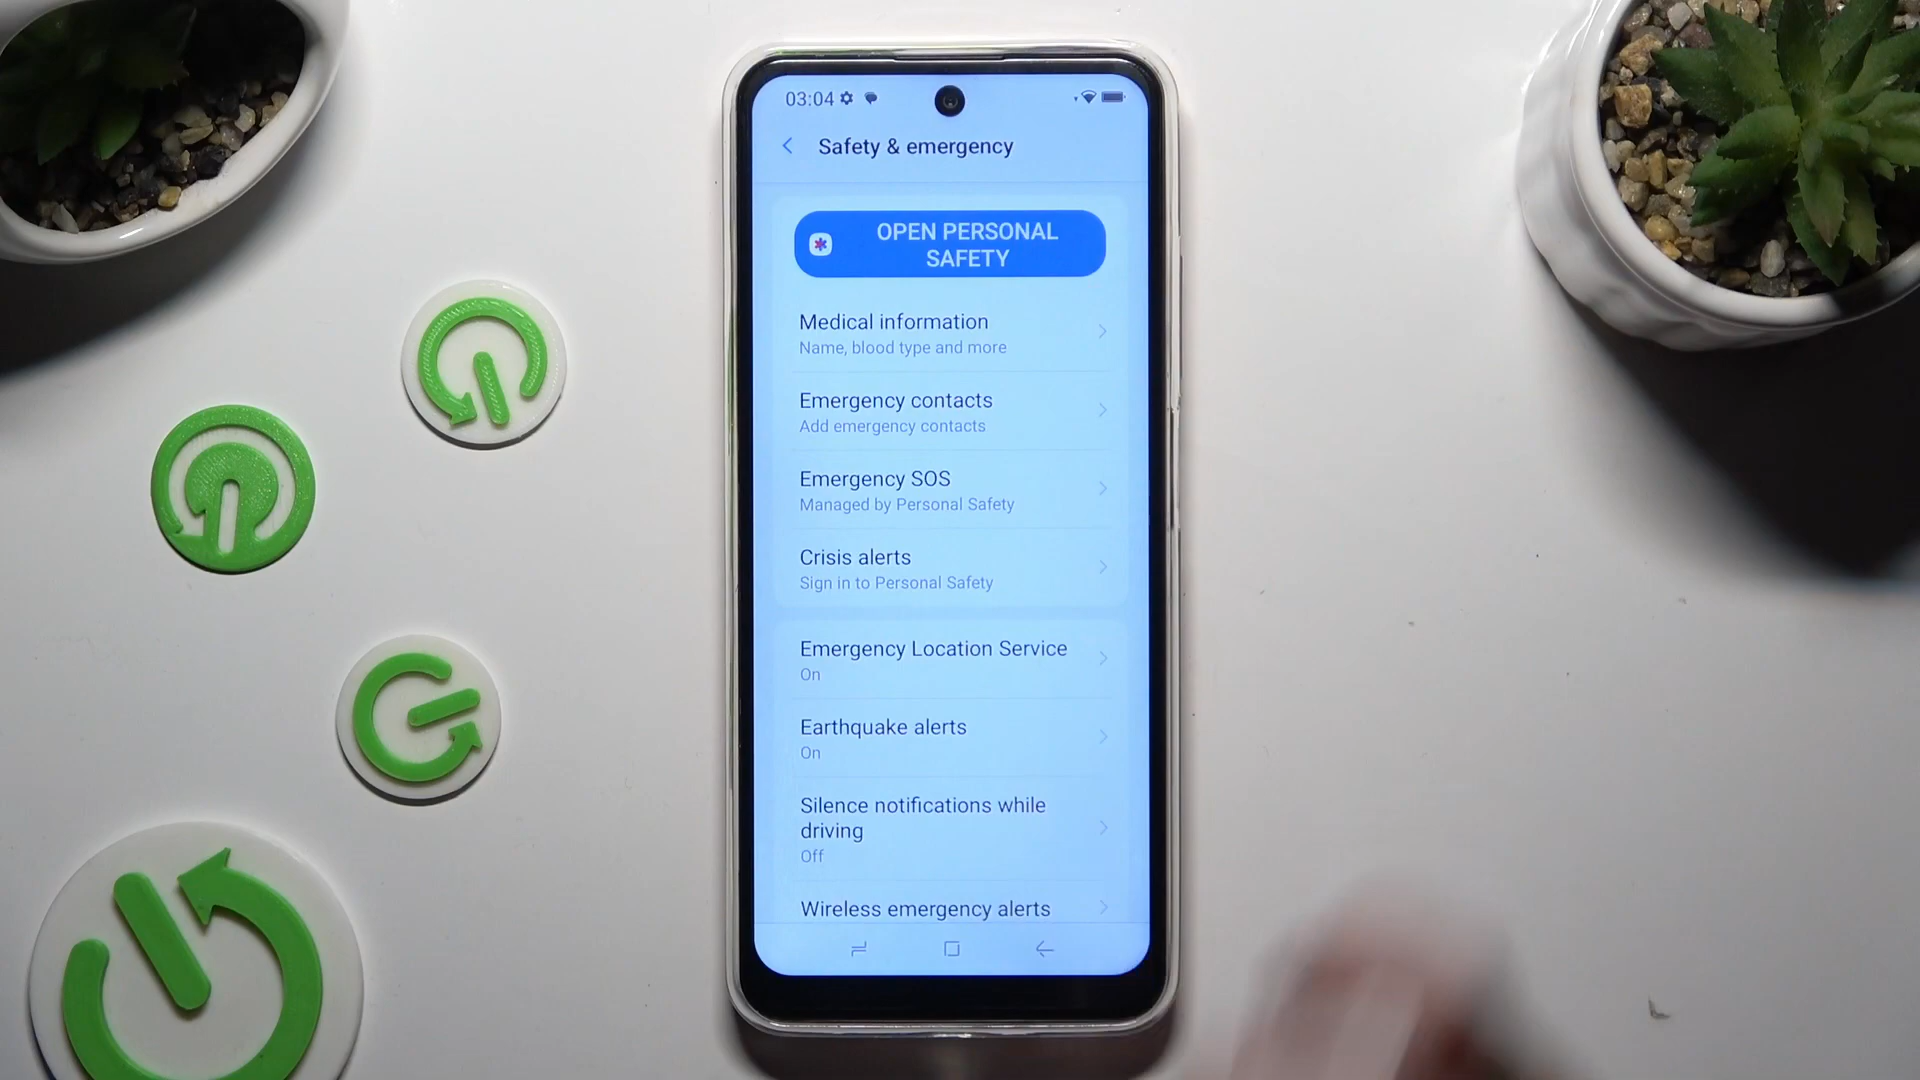 03:04
Safety & emergency
OPEN PERSONAL
SAFETY
Medical information
Name, blood type and more
Emergency contacts
Add emergency contacts
Emergency SOS
Managed by Personal Safety
Crisis alerts
Sign in to Personal Safety
Emergency Location Service
On
Earthquake alerts
On
Silence notifications while
driving
Off
Wireless emergency alerts